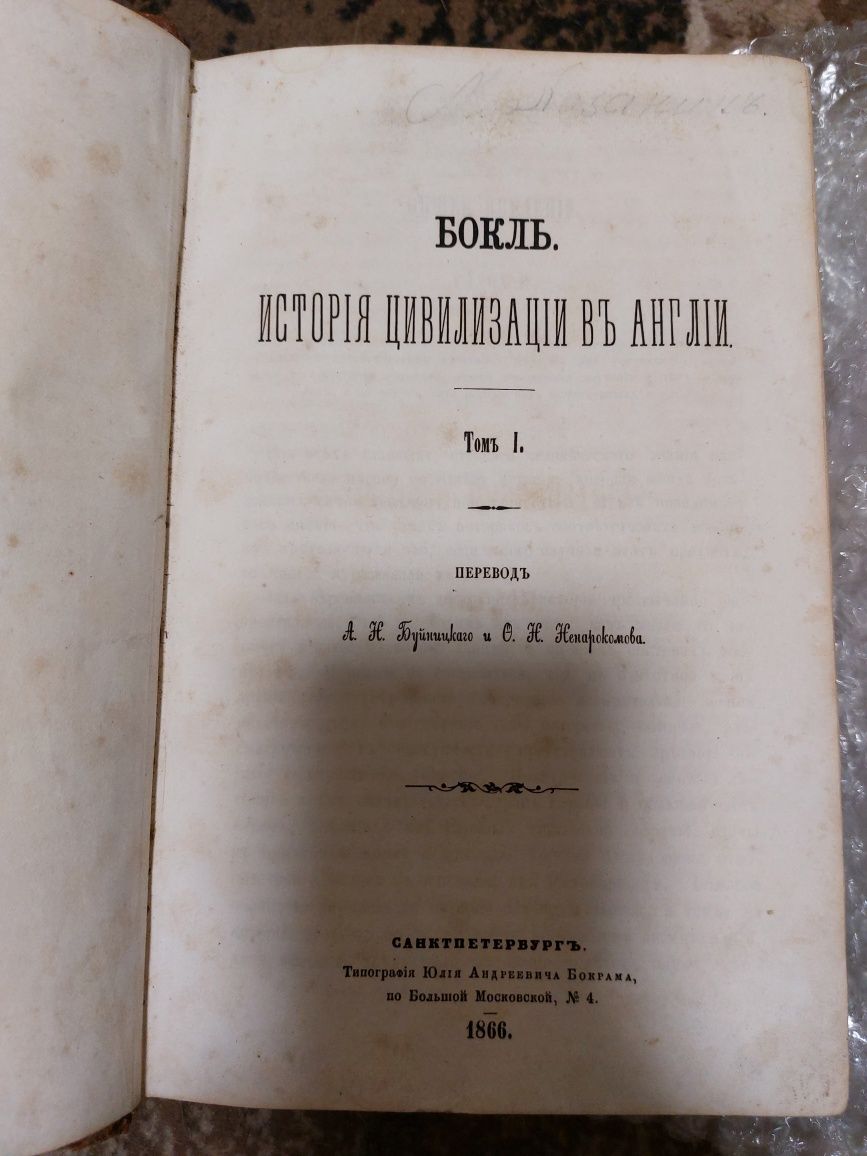 БОКЛЬ.
ИСТОРІЯ ЦИВИЛИЗАЦІИ ВЪ АНГЛІИ.
Томъ I.
ПЕРЕВОДЪ
А. Н. Буйницкаго и Ѳ. Н. Ненарокомова.
САНКТПЕТЕРБУРГЪ.
Типографія Юлія Андреевича Бокрама,
по Большой Московской, № 4.
1866.